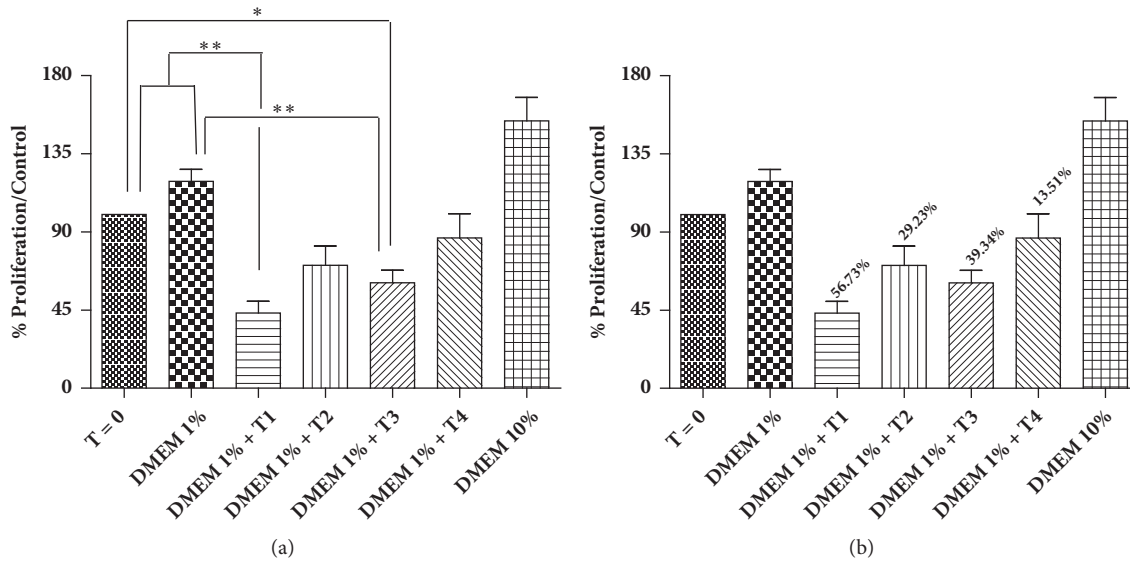 *
**
**
% Proliferation/Control
180
135
90
45
0
T = 0
DMEM 1%
DMEM 1% + T1
DMEM 1% + T2
DMEM 1% + T3
DMEM 1% + T4
DMEM 10%
(a)
% Proliferation/Control
180
135
90
45
0
56.73%
29.23%
39.34%
13.51%
T = 0
DMEM 1%
DMEM 1% + T1
DMEM 1% + T2
DMEM 1% + T3
DMEM 1% + T4
DMEM 10%
(b)